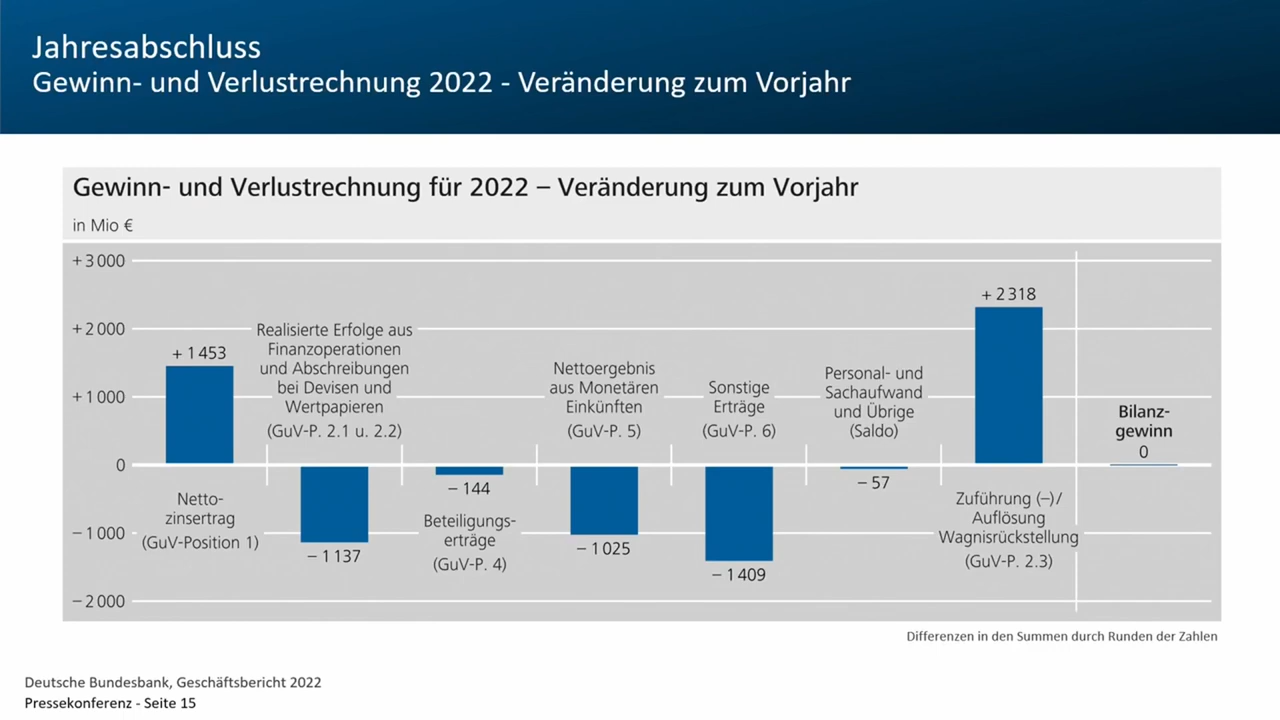 Jahresabschluss
Gewinn- und Verlustrechnung 2022 - Veränderung zum Vorjahr
Gewinn- und Verlustrechnung für 2022 – Veränderung zum Vorjahr
in Mio €
+ 3 000
+ 2 000
+ 1 000
0
– 1 000
– 2 000
+ 1 453
Netto-
zinsertrag
(GuV-Position 1)
Realisierte Erfolge aus
Finanzoperationen
und Abschreibungen
bei Devisen und
Wertpapieren
(GuV-P. 2.1 u. 2.2)
– 1 137
– 144
Beteiligungs-
erträge
(GuV-P. 4)
Nettoergebnis
aus Monetären
Einkünften
(GuV-P. 5)
– 1 025
Sonstige
Erträge
(GuV-P. 6)
– 1 409
Personal- und
Sachaufwand
und Übrige
(Saldo)
– 57
+ 2 318
Zuführung (–)/
Auflösung
Wagnisrückstellung
(GuV-P. 2.3)
Bilanz-
gewinn
0
Differenzen in den Summen durch Runden der Zahlen
Deutsche Bundesbank, Geschäftsbericht 2022
Pressekonferenz - Seite 15